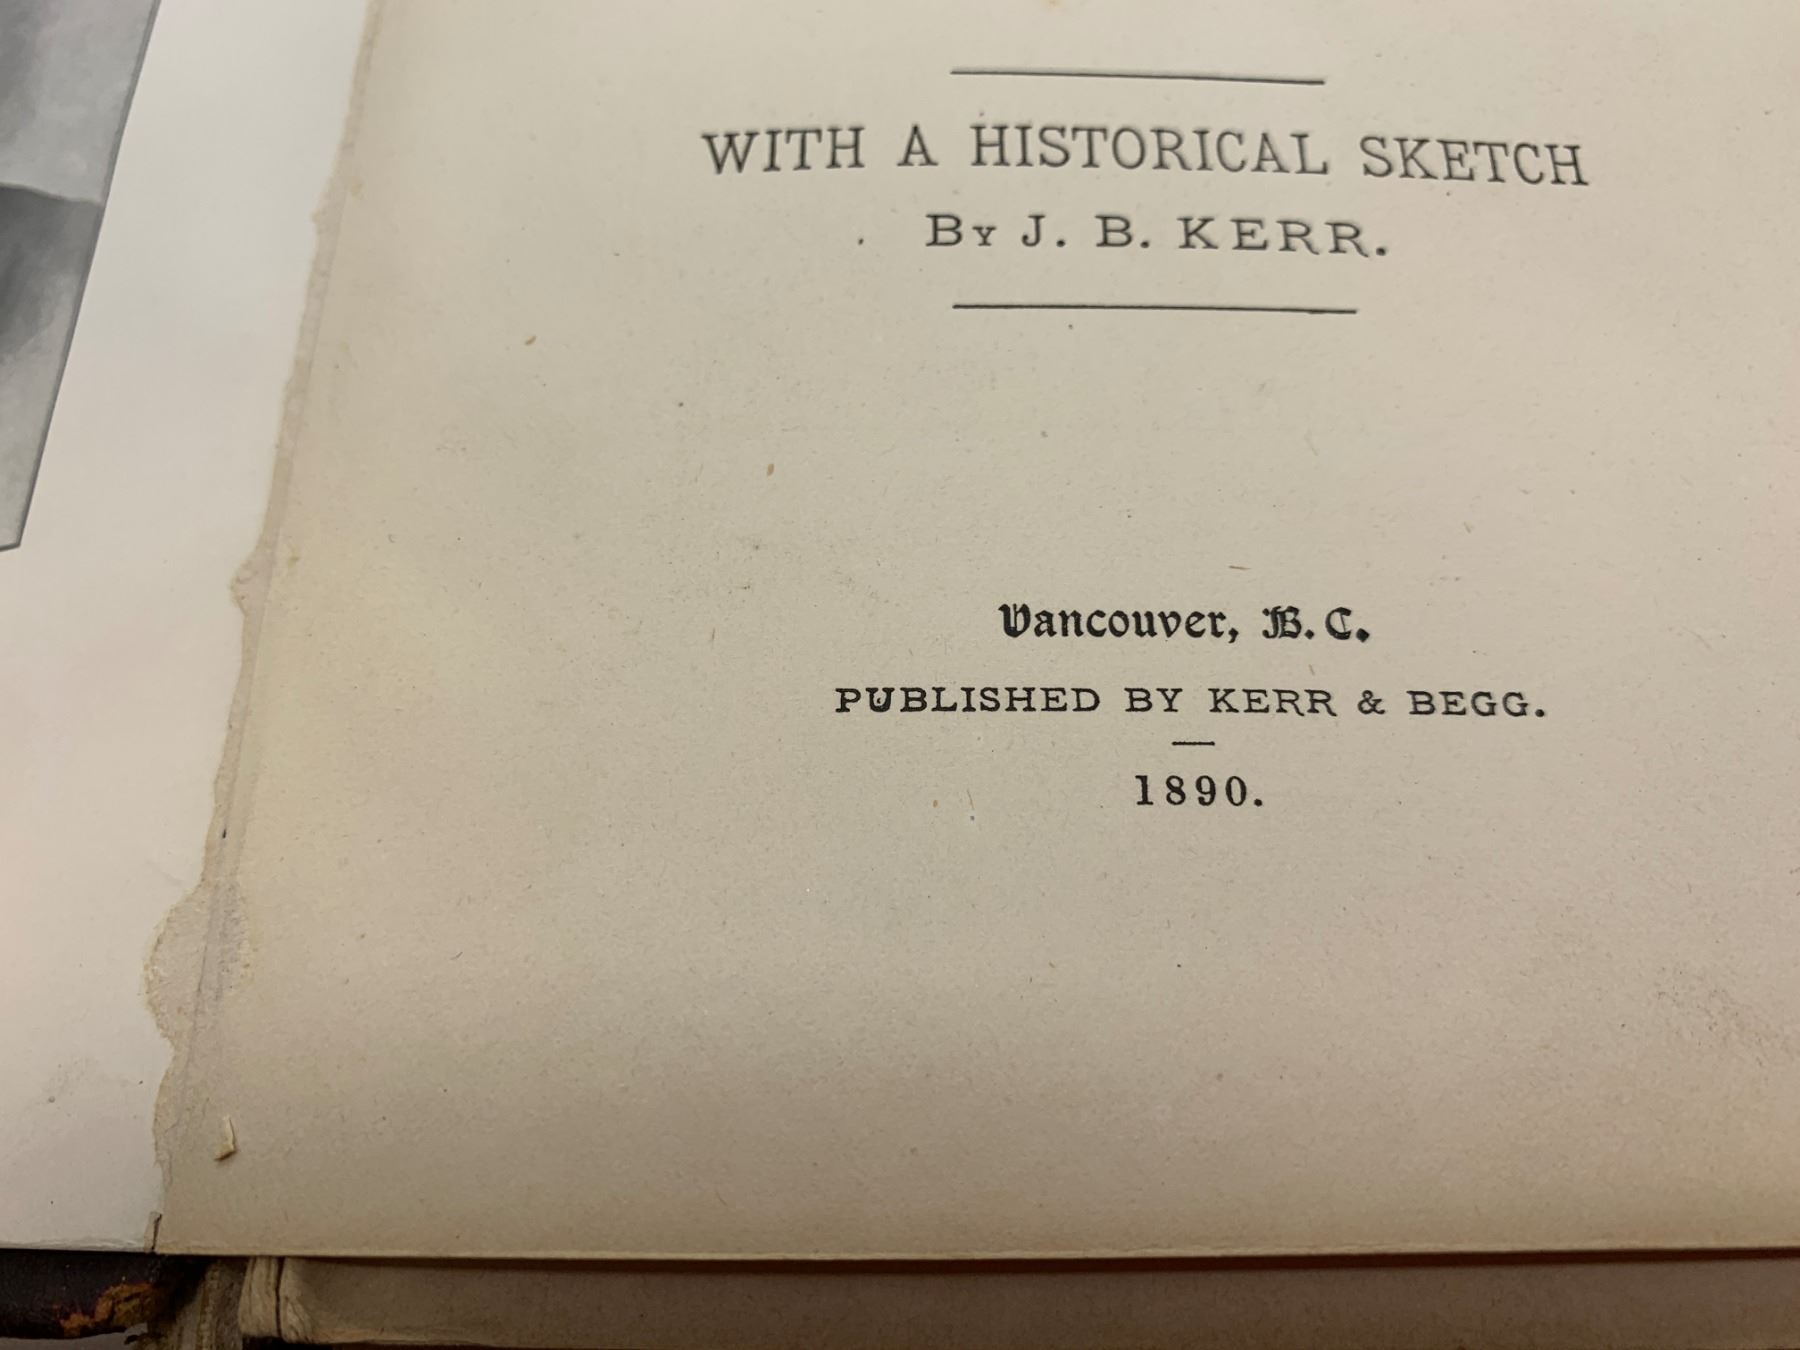 WITH A HISTORICAL SKETCH
By J. B. KERR.
Vancouver, B. C.
PUBLISHED BY KERR & BEGG.
1890.